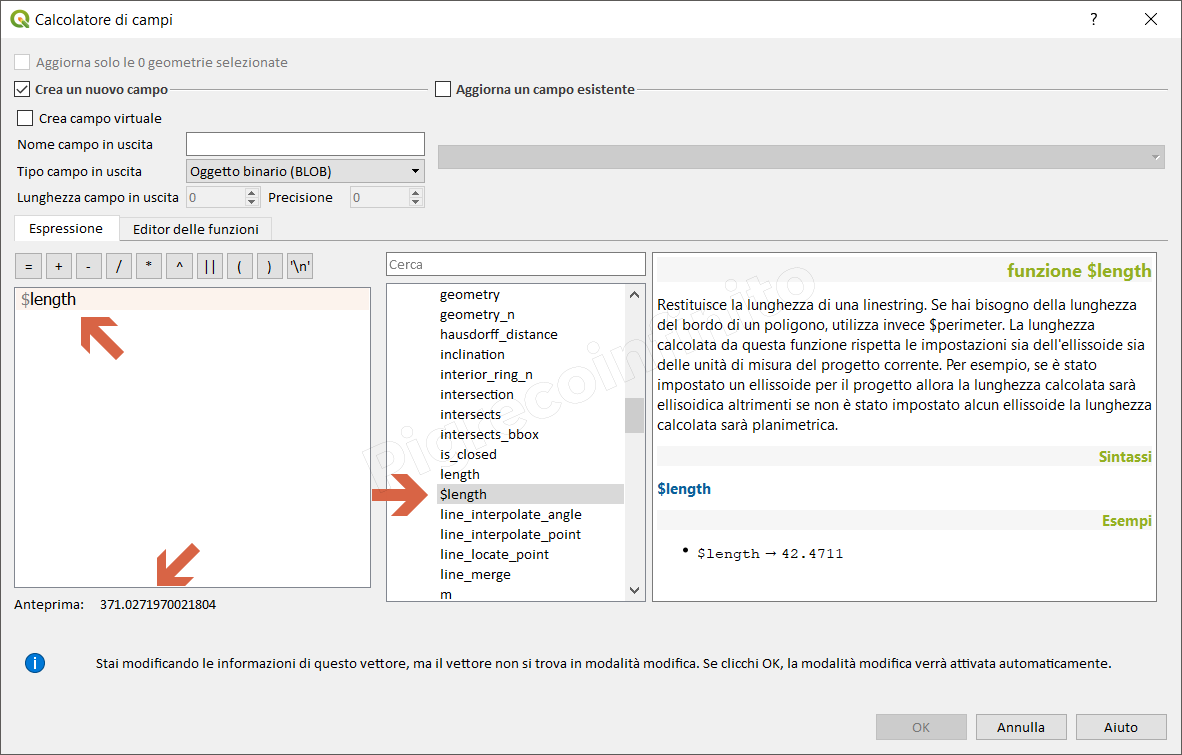 Calcolatore di campi
?
Aggiorna solo le 0 geometrie selezionate
Crea un nuovo campo
Aggiorna un campo esistente
Crea campo virtuale
Nome campo in uscita
Tipo campo in uscita
Oggetto binario (BLOB)
Lunghezza campo in uscita
0
Precisione
0
Espressione
Editor delle funzioni
= + - / * ^ || ( ) '\n'
$length
Anteprima: 371.0271970021804
Cerca
geometry
geometry_n
hausdorff_distance
inclination
interior_ring_n
intersection
intersects
intersects_bbox
is_closed
length
$length
line_interpolate_angle
line_interpolate_point
line_locate_point
line_merge
m
funzione $length
Restituisce la lunghezza di una linestring. Se hai bisogno della lunghezza
del bordo di un poligono, utilizza invece $perimeter. La lunghezza
calcolata da questa funzione rispetta le impostazioni sia dell'ellissoide sia
delle unità di misura del progetto corrente. Per esempio, se è stato
impostato un ellissoide per il progetto allora la lunghezza calcolata sarà
ellisoidica altrimenti se non è stato impostato alcun ellissoide la lunghezza
calcolata sarà planimetrica.
Sintassi
$length
Esempi
• $length → 42.4711
Stai modificando le informazioni di questo vettore, ma il vettore non si trova in modalità modifica. Se clicchi OK, la modalità modifica verrà attivata automaticamente.
OK
Annulla
Aiuto